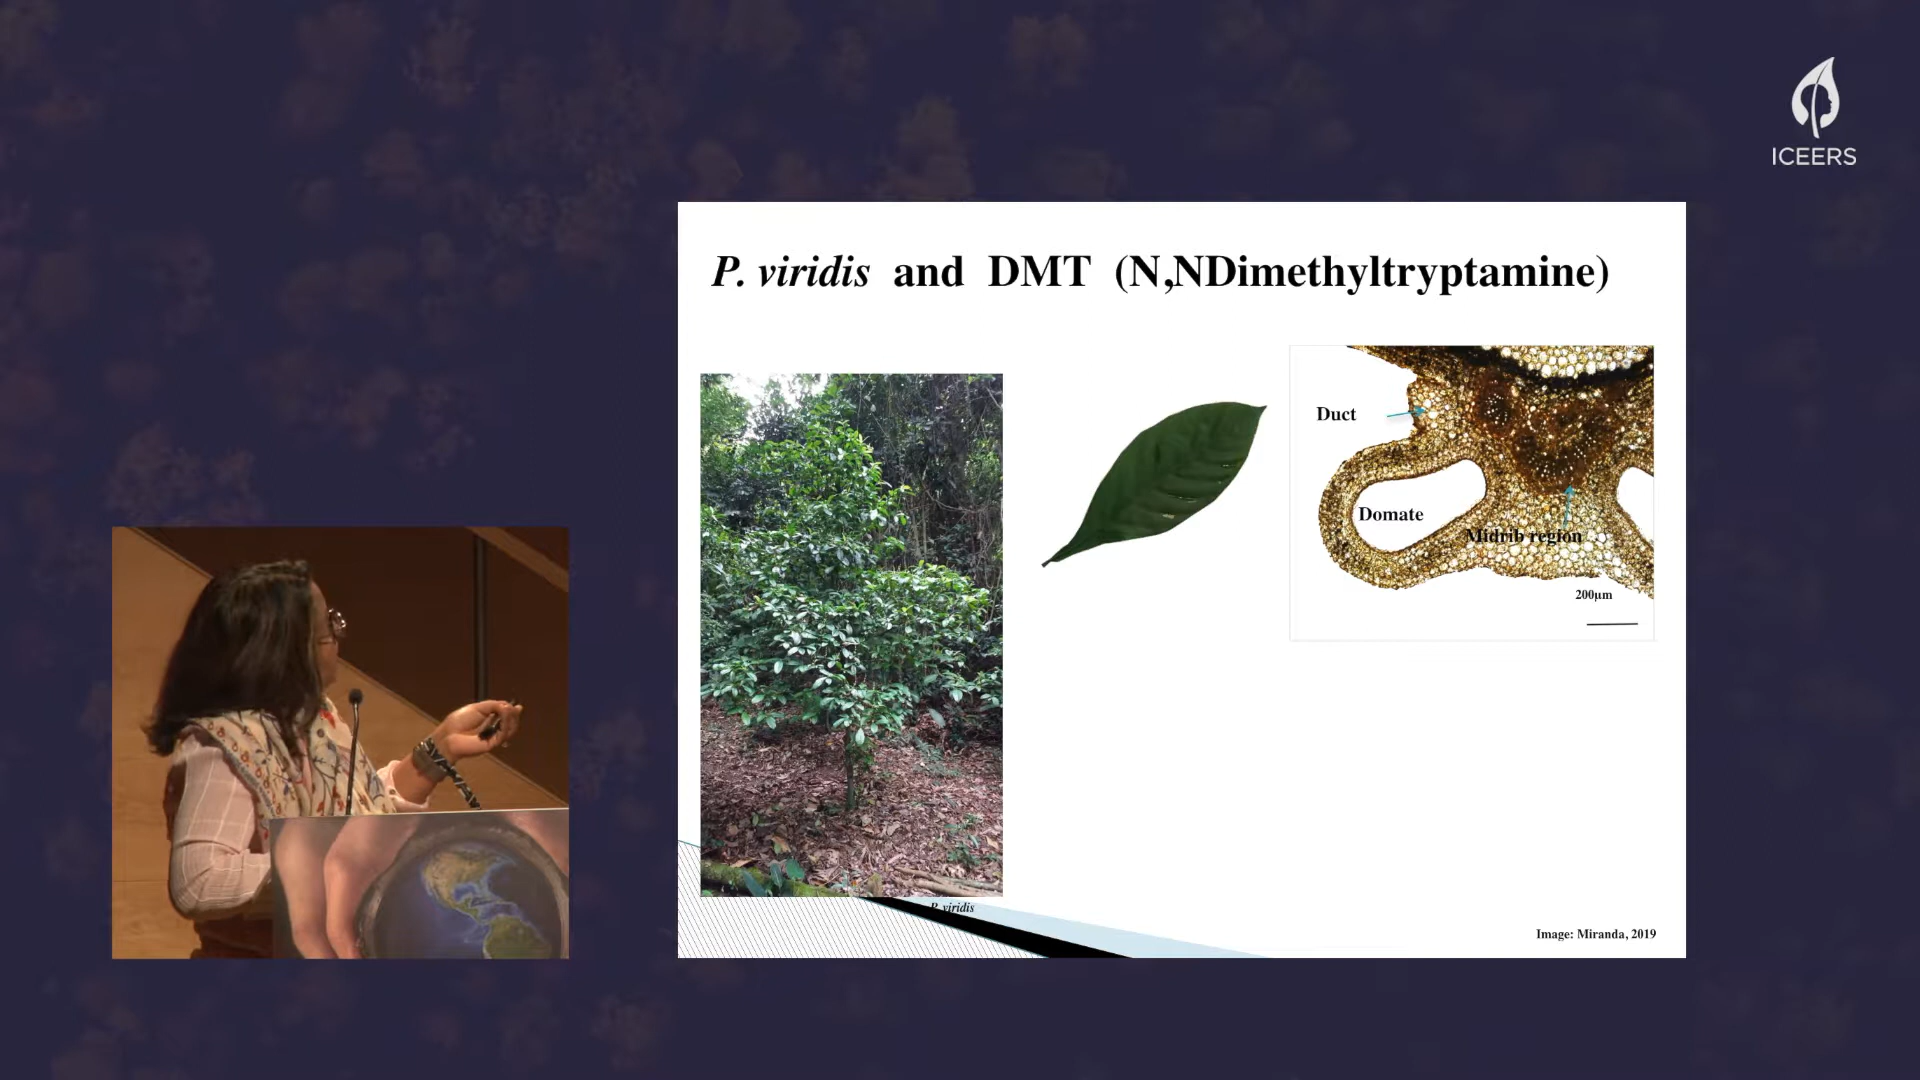 ICEERS
P. viridis and DMT (N,NDimethyltryptamine)
Duct
Domate
Midrib region
200µm
P. viridis
Image: Miranda, 2019